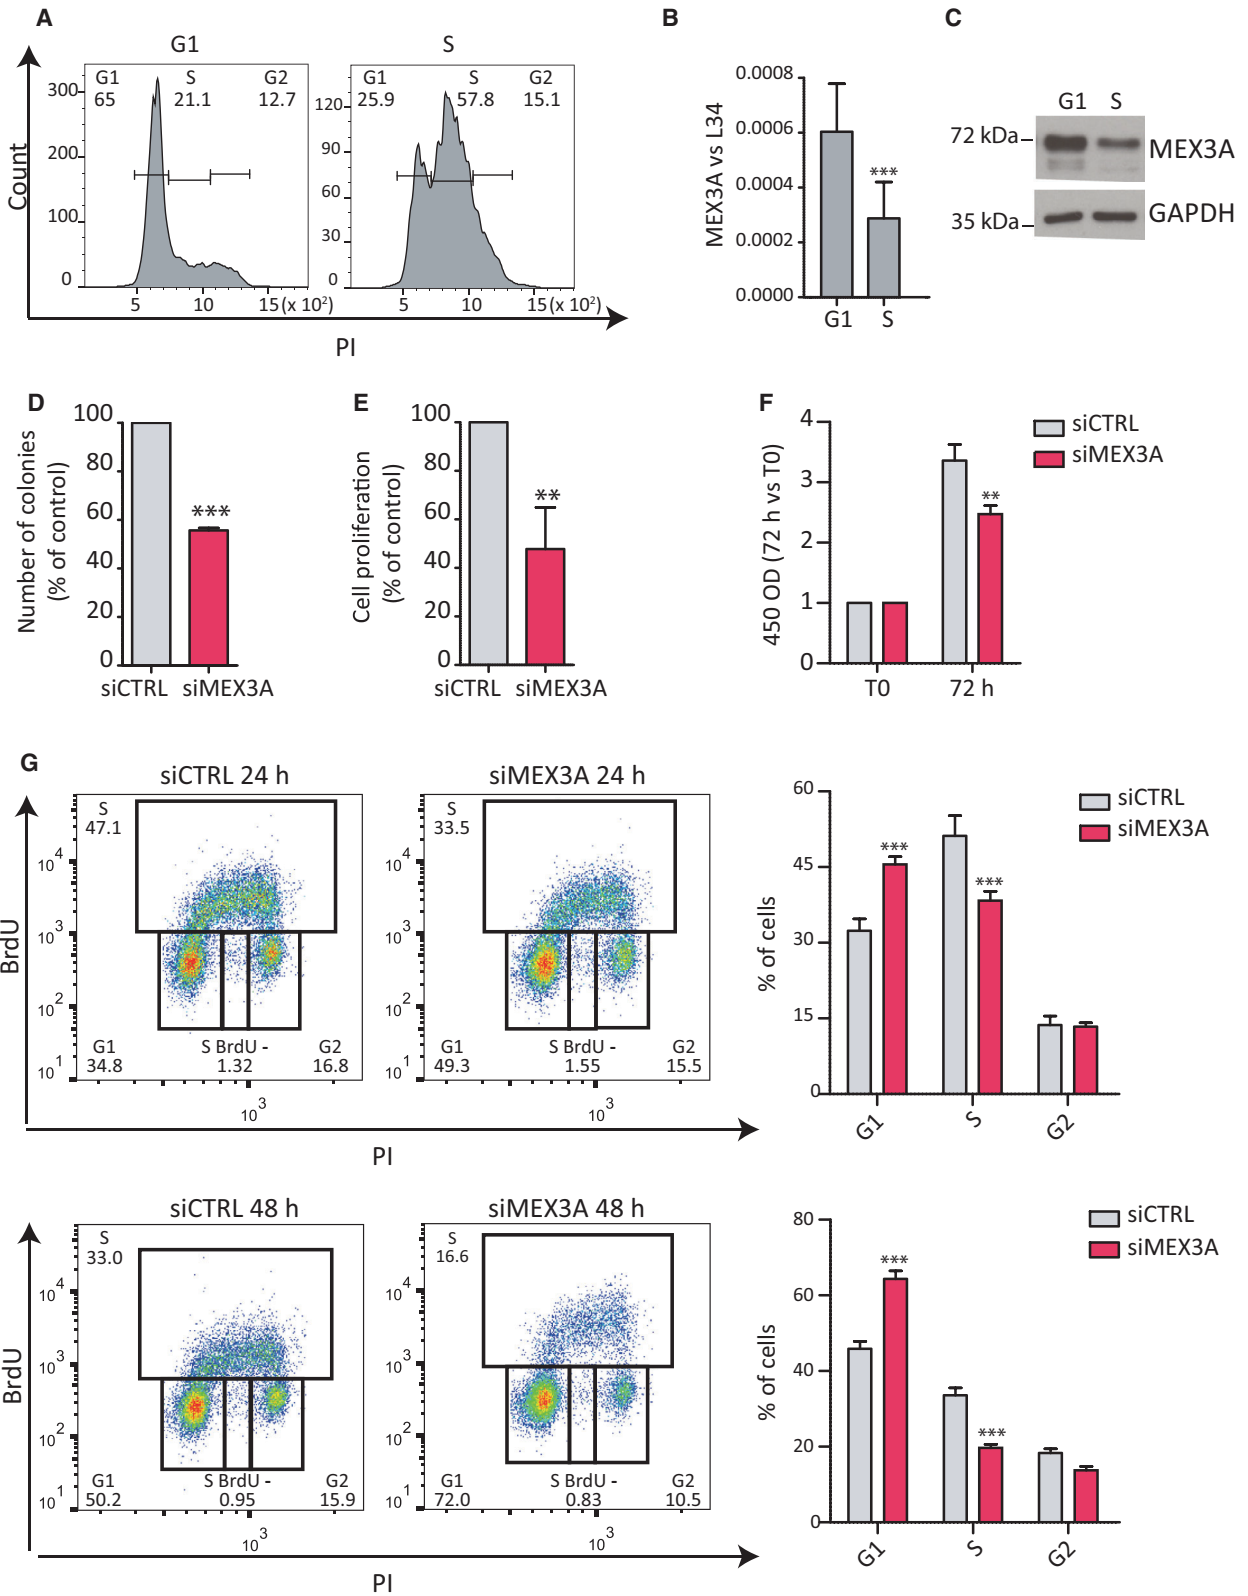 A
G1
S
Count
300
200
100
0
G1 S G2
65 21.1 12.7
5 10 15 (x 10²)
120
90
60
30
0
G1 S G2
25.9 57.8 15.1
5 10 15 (x 10²)
PI
B
MEX3A vs L34
0.0008
0.0006
0.0004
0.0002
0.0000
***
G1 S
C
G1 S
72 kDa
MEX3A
35 kDa
GAPDH
D
Number of colonies
(% of control)
100
80
60
40
20
0
***
siCTRL siMEX3A
E
Cell proliferation
(% of control)
100
80
60
40
20
0
**
siCTRL siMEX3A
F
450 OD (72 h vs T0)
4
3
2
1
0
**
T0 72 h
siCTRL
siMEX3A
G
siCTRL 24 h
BrdU
S
47.1
10⁴
10³
10²
10¹
G1 S BrdU - G2
34.8 1.32 16.8
10³
siMEX3A 24 h
S
33.5
10⁴
10³
10²
10¹
G1 S BrdU - G2
49.3 1.55 15.5
10³
PI
% of cells
60
45
30
15
0
siCTRL
siMEX3A
***
***
G1 S G2
siCTRL 48 h
BrdU
S
33.0
10⁴
10³
10²
10¹
G1 S BrdU - G2
50.2 0.95 15.9
10³
siMEX3A 48 h
S
16.6
10⁴
10³
10²
10¹
G1 S BrdU - G2
72.0 0.83 10.5
10³
PI
% of cells
80
60
40
20
0
siCTRL
siMEX3A
***
***
G1 S G2